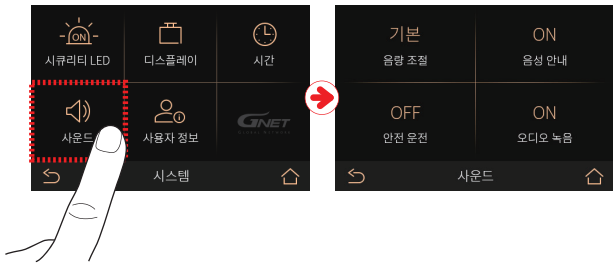 ON
시큐리티 LED
디스플레이
시간
사운드
사용자 정보
GNET
Global Network
시스템
기본
음량 조절
ON
음성 안내
OFF
안전 운전
ON
오디오 녹음
사운드